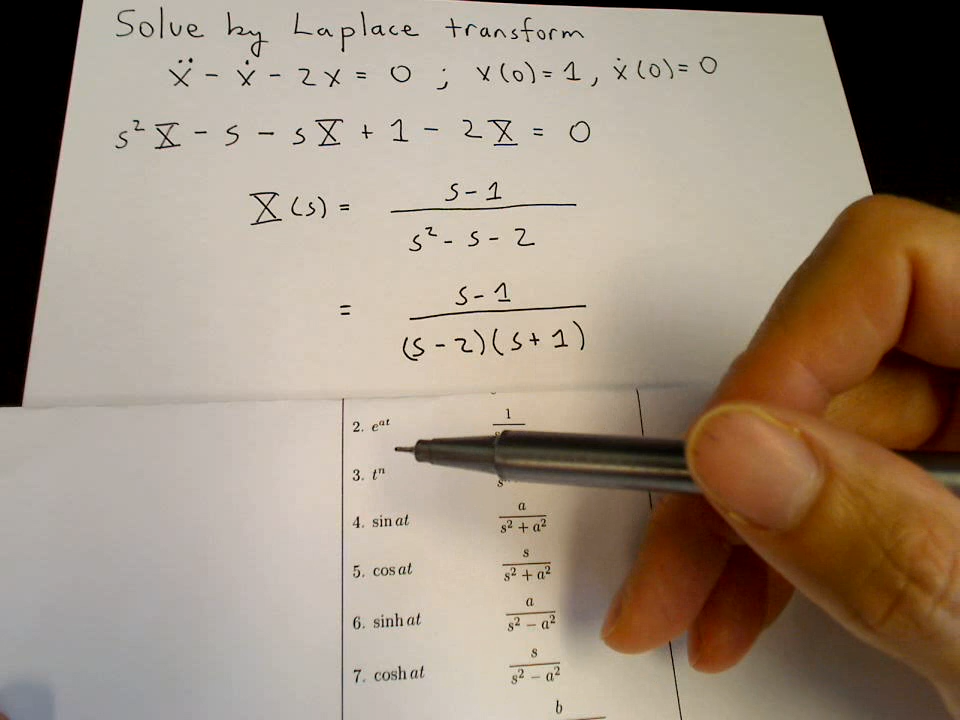 Solve by Laplace transform
ẍ - ẋ - 2x = 0 ; x(0)=1, ẋ(0)=0
s²X - s - sX + 1 - 2X = 0
X(s) = (s-1)/(s²-s-2)
= (s-1)/((s-2)(s+1))
2. e^{at} 1
3. t^n
4. sin at a/(s² + a²)
5. cos at s/(s² + a²)
6. sinh at a/(s² − a²)
7. cosh at s/(s² − a²)
b